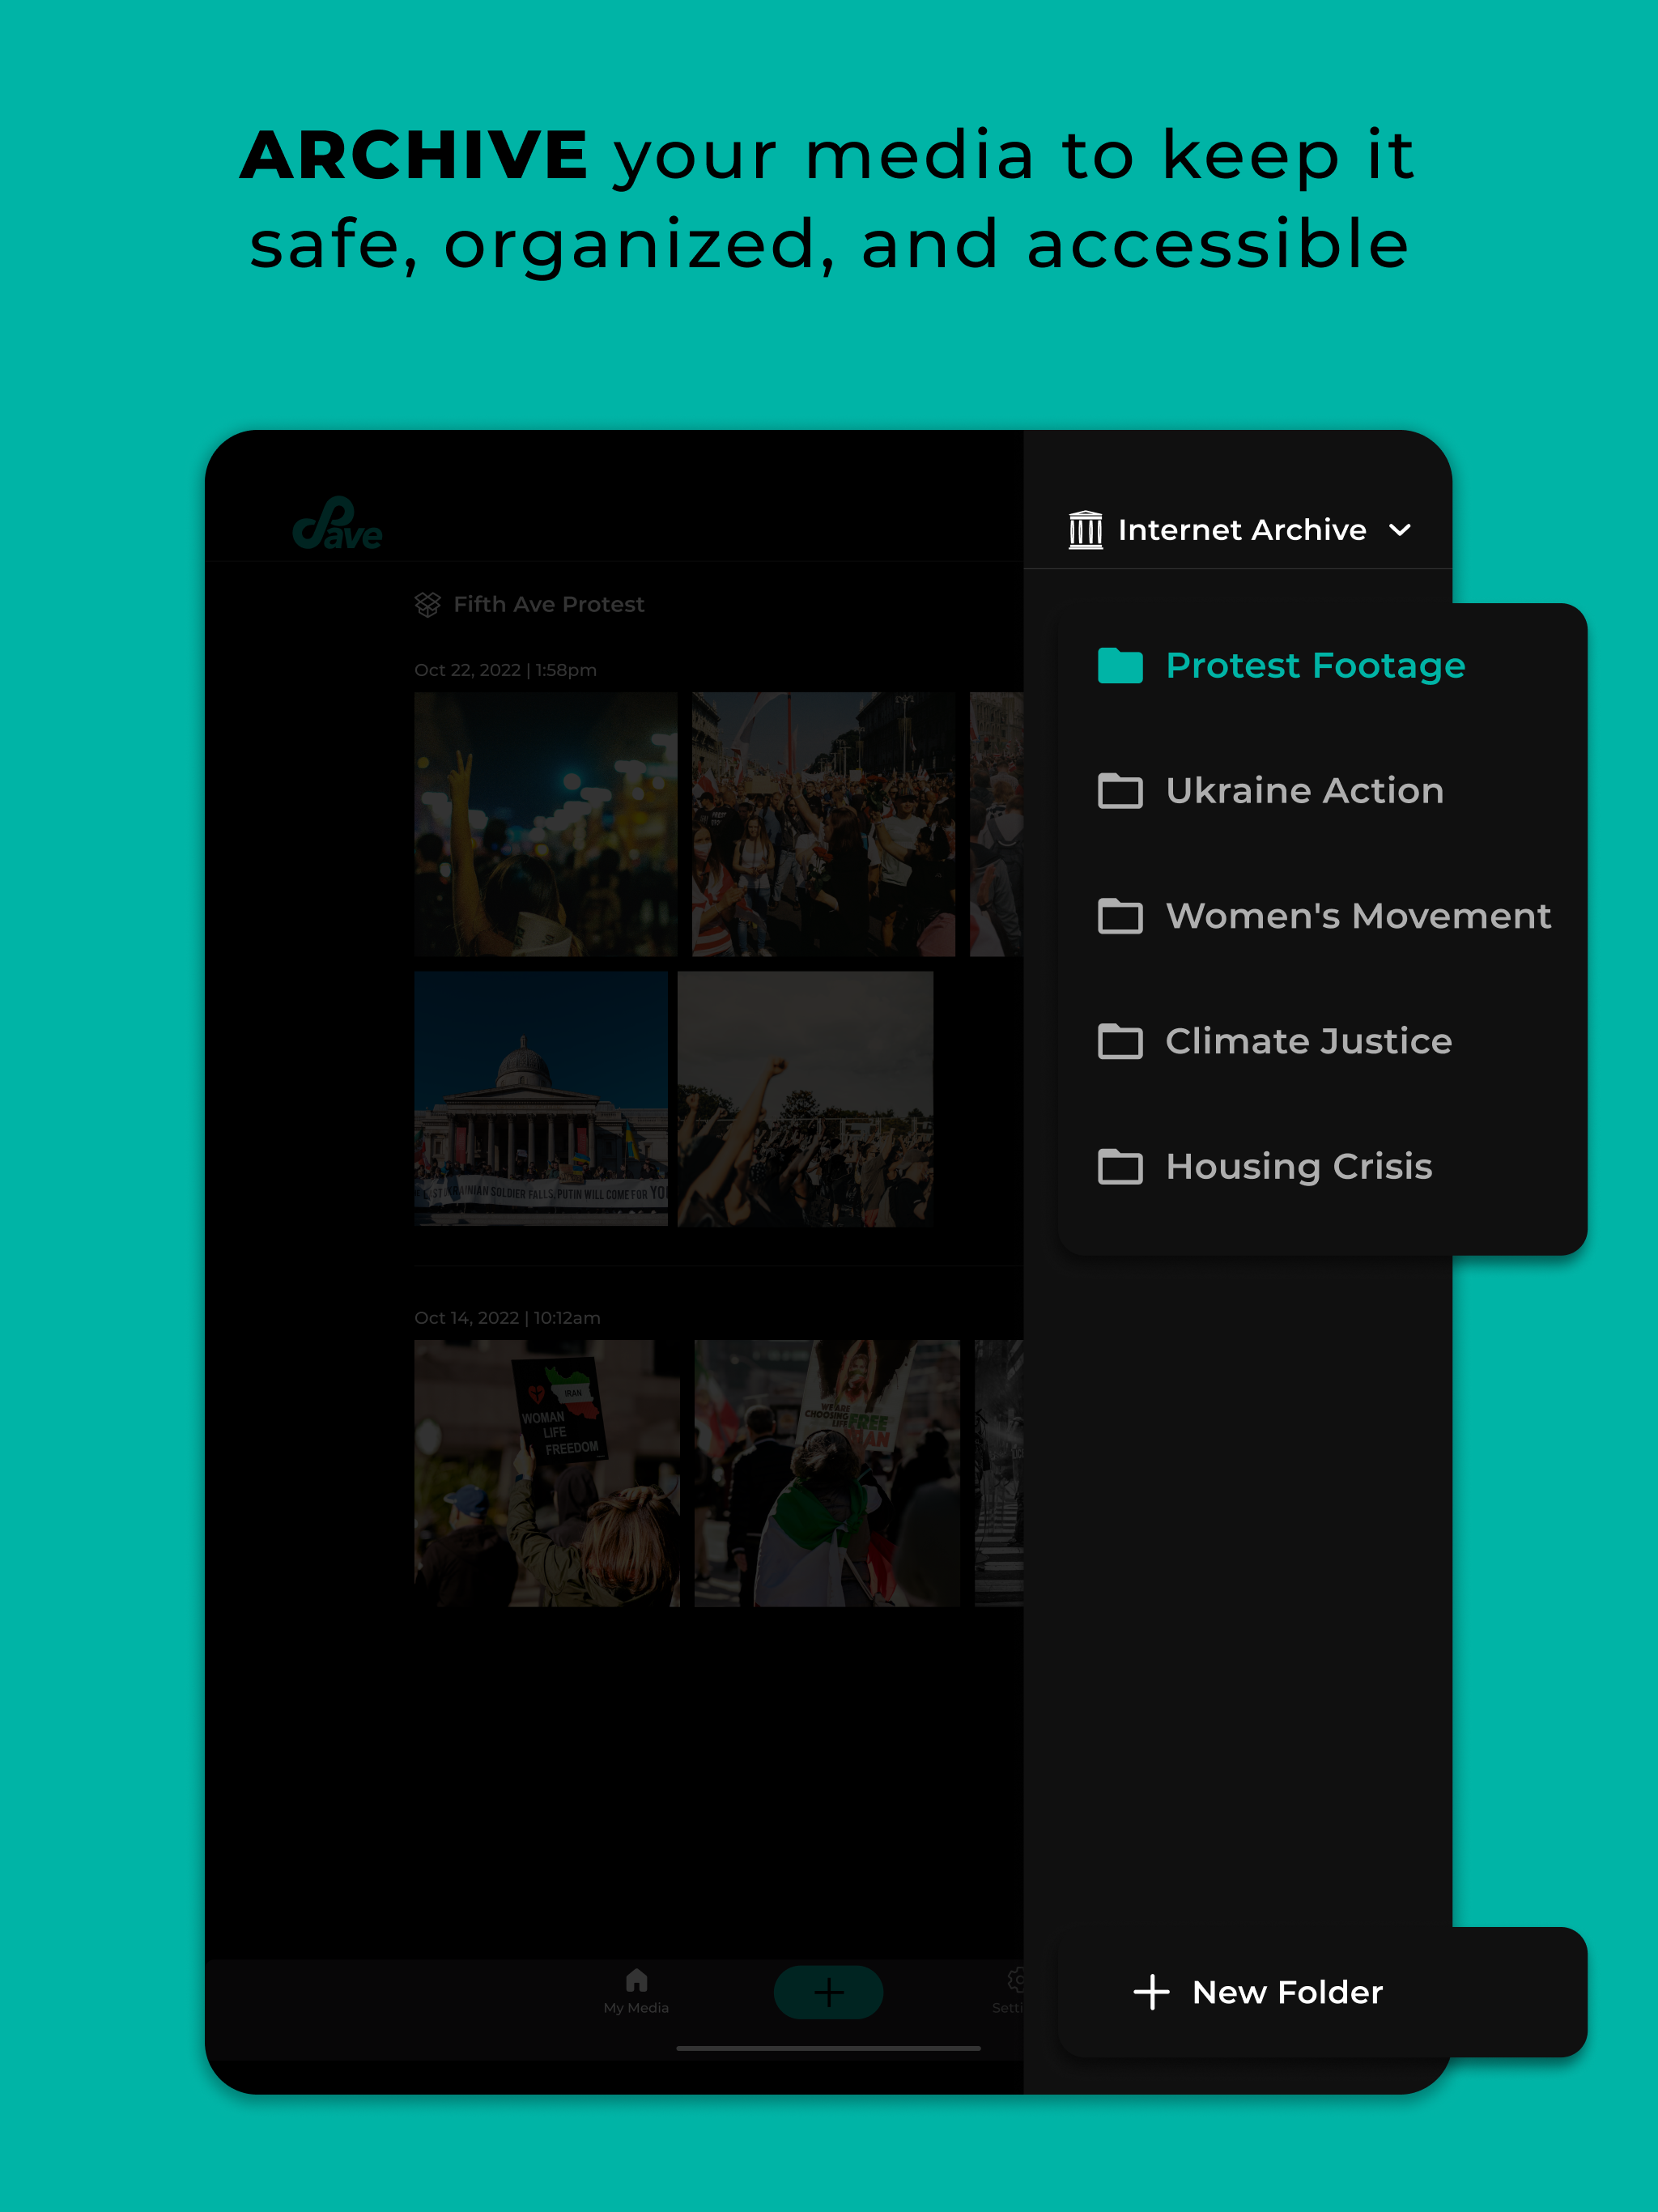 ARCHIVE your media to keep it
safe, organized, and accessible
Save
Internet Archive
Fifth Ave Protest
Oct 22, 2022 | 1:58pm
Protest Footage
Ukraine Action
Women's Movement
Climate Justice
Housing Crisis
SOLDIER FALLS, PUTIN WILL COME FOR YO
Oct 14, 2022 | 10:12am
IRAN
WOMAN
LIFE
FREEDOM
WE ARE
CHOOSING
LIFE
FREE
My Media
Setti
New Folder